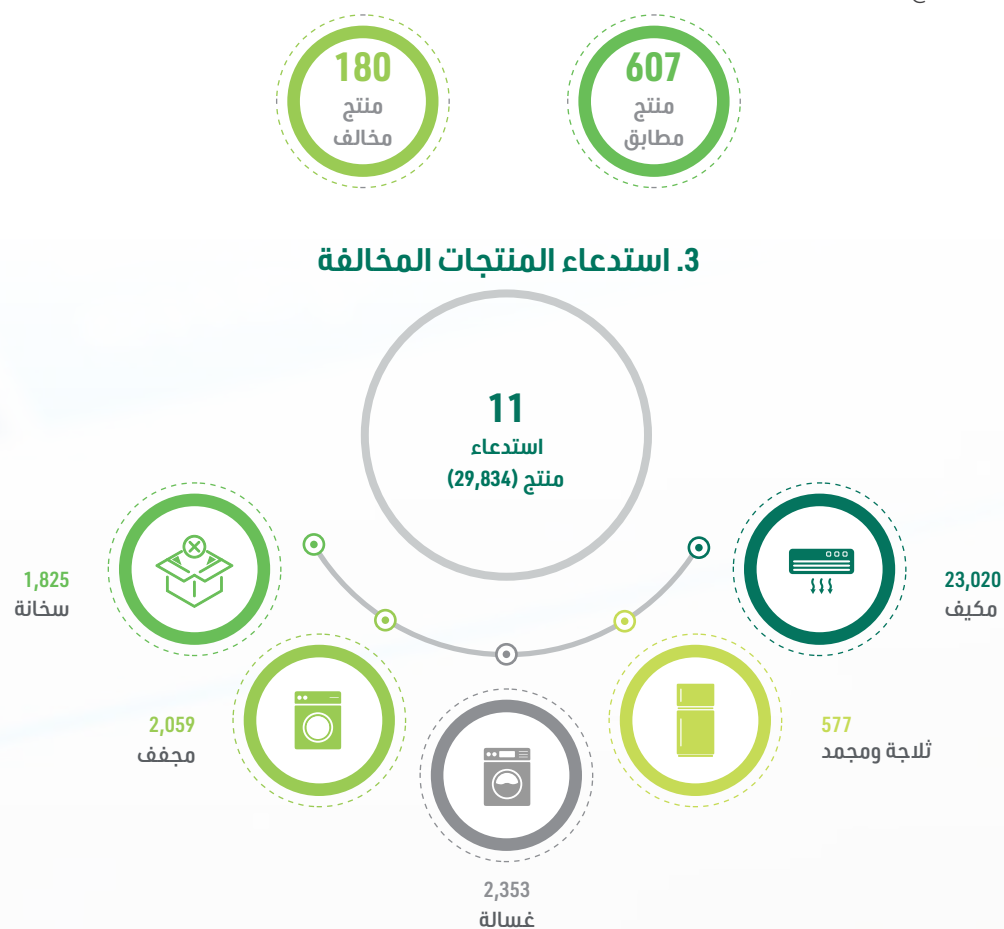 607
منتج
مطابق
180
منتج
مخالف
3. استدعاء المنتجات المخالفة
11
استدعاء
(29,834) منتج
23,020
مكيف
577
ثلاجة ومجمد
2,353
غسالة
2,059
مجفف
1,825
سخانة